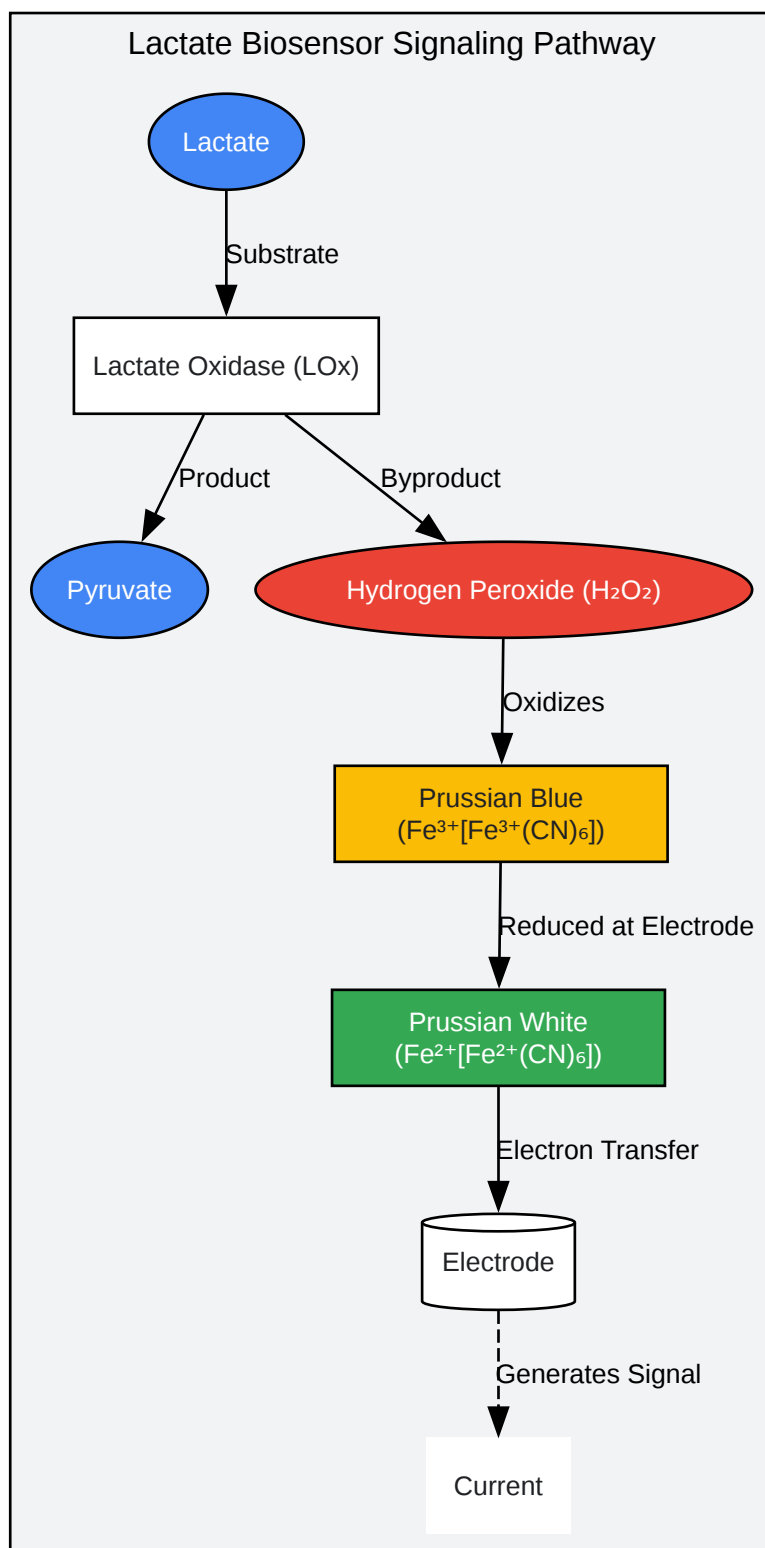 Lactate Biosensor Signaling Pathway
Lactate
Substrate
Lactate Oxidase (LOx)
Product
Byproduct
Pyruvate
Hydrogen Peroxide (H₂O₂)
Oxidizes
Prussian Blue
(Fe³⁺[Fe³⁺(CN)₆])
Reduced at Electrode
Prussian White
(Fe²⁺[Fe²⁺(CN)₆])
Electron Transfer
Electrode
Generates Signal
Current